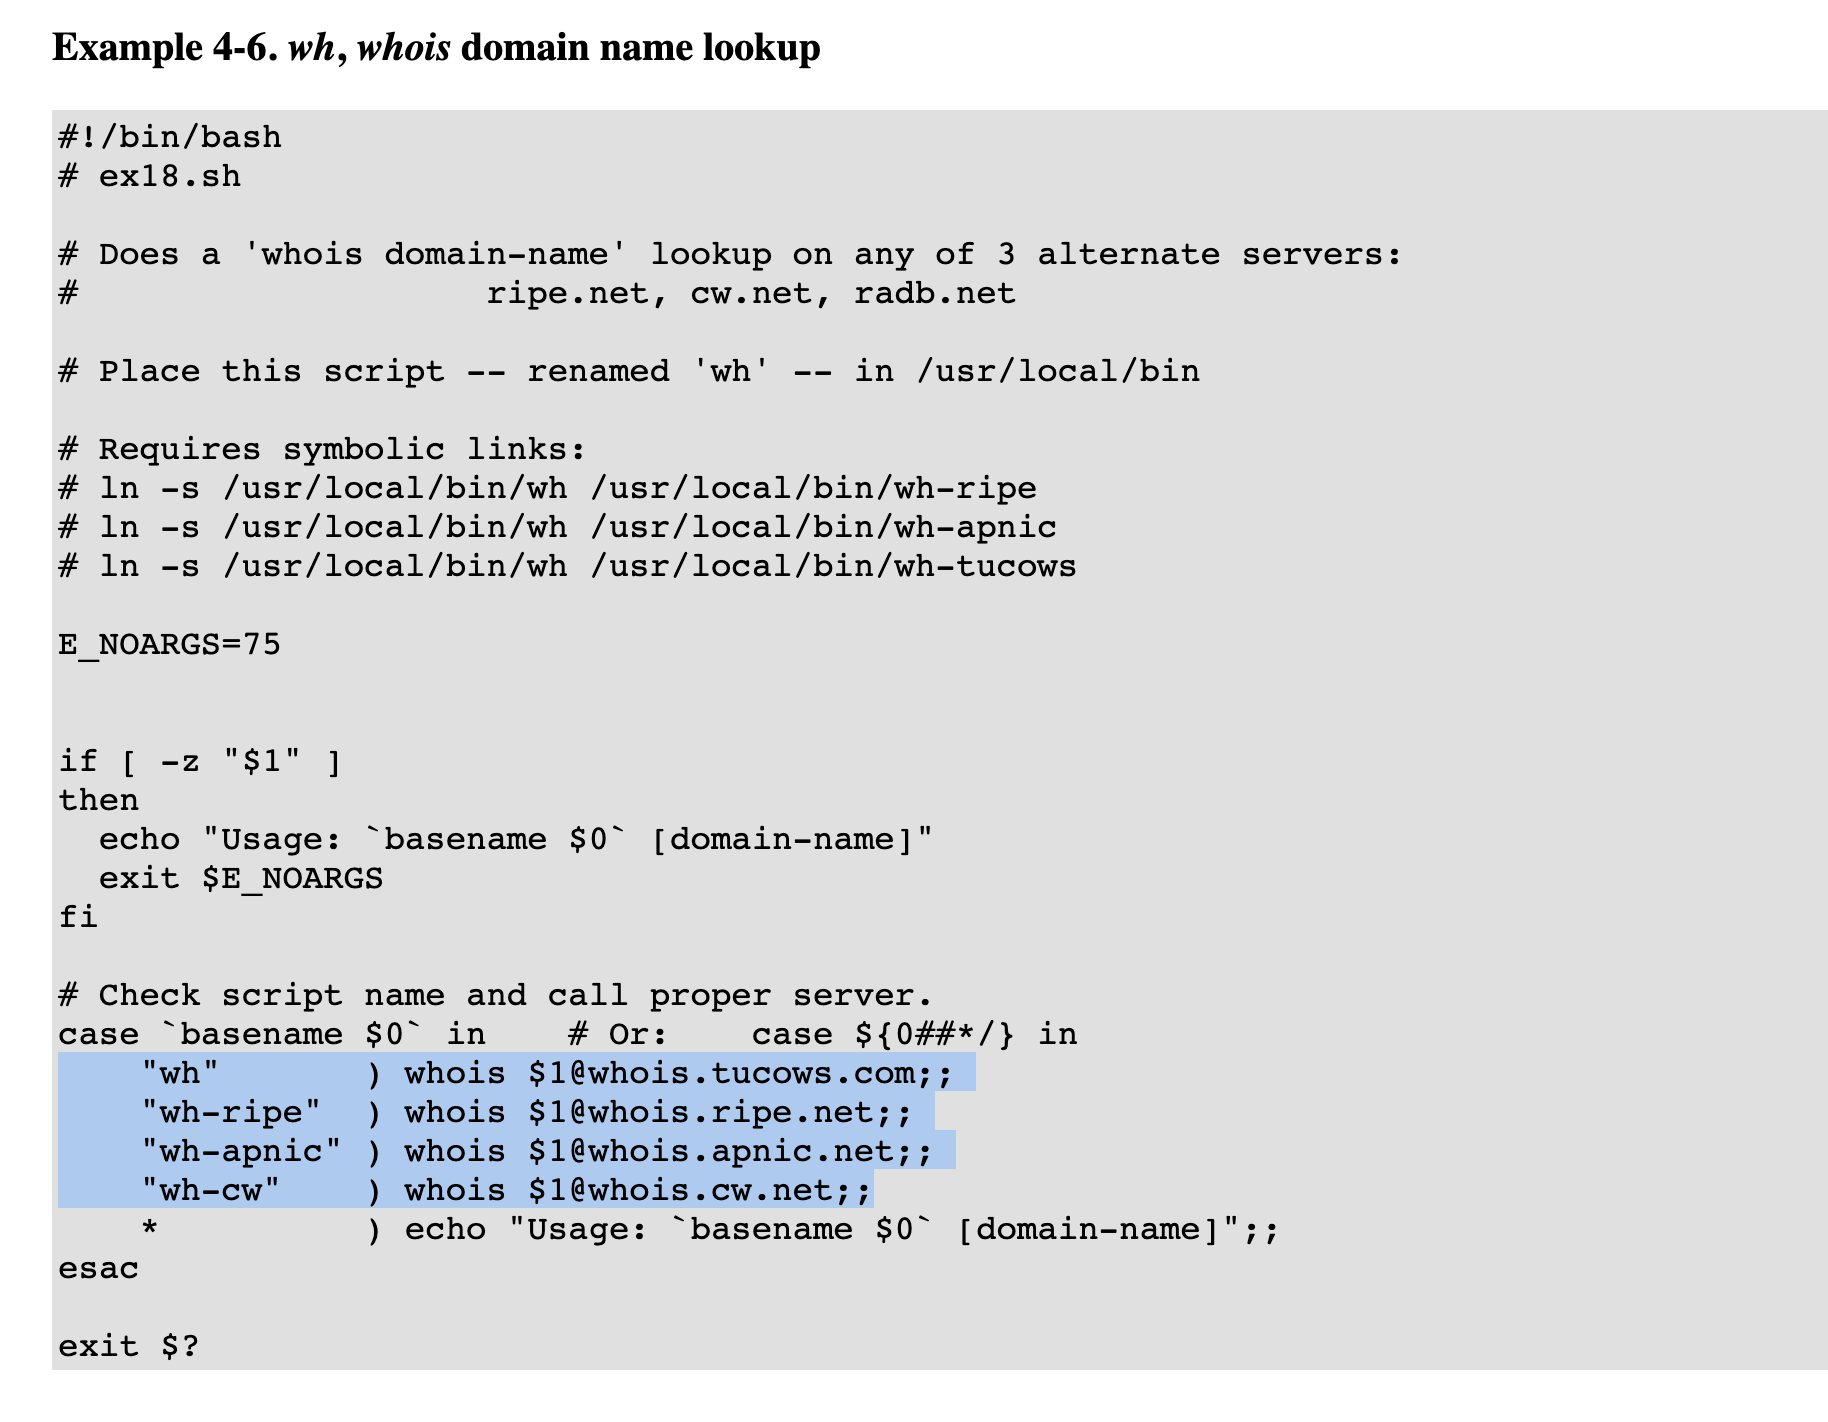 Example 4-6. wh, whois domain name lookup
#!/bin/bash
# ex18.sh

# Does a 'whois domain-name' lookup on any of 3 alternate servers:
#                    ripe.net, cw.net, radb.net

# Place this script -- renamed 'wh' -- in /usr/local/bin

# Requires symbolic links:
# ln -s /usr/local/bin/wh /usr/local/bin/wh-ripe
# ln -s /usr/local/bin/wh /usr/local/bin/wh-apnic
# ln -s /usr/local/bin/wh /usr/local/bin/wh-tucows

E_NOARGS=75


if [ -z "$1" ]
then
  echo "Usage: `basename $0` [domain-name]"
  exit $E_NOARGS
fi

# Check script name and call proper server.
case `basename $0` in    # Or:    case ${0##*/} in
    "wh"       ) whois $1@whois.tucows.com;;
    "wh-ripe"  ) whois $1@whois.ripe.net;;
    "wh-apnic" ) whois $1@whois.apnic.net;;
    "wh-cw"    ) whois $1@whois.cw.net;;
    *          ) echo "Usage: `basename $0` [domain-name]";;
esac

exit $?